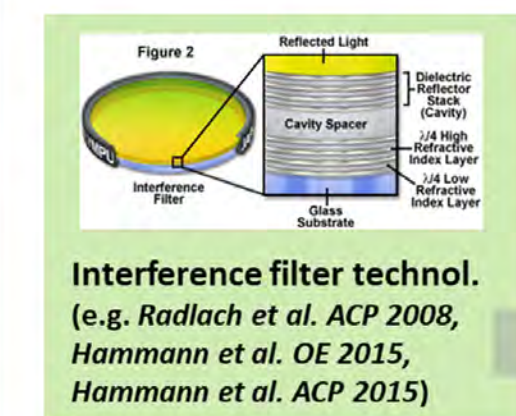 Figure 2
Reflected Light
Dielectric
Reflector
Stack
(Cavity)
Cavity Spacer
λ/4 High
Refractive
Index Layer
λ/4 Low
Refractive
Index Layer
Interference
Filter
Glass
Substrate
Interference filter technol.
(e.g. Radlach et al. ACP 2008,
Hammann et al. OE 2015,
Hammann et al. ACP 2015)